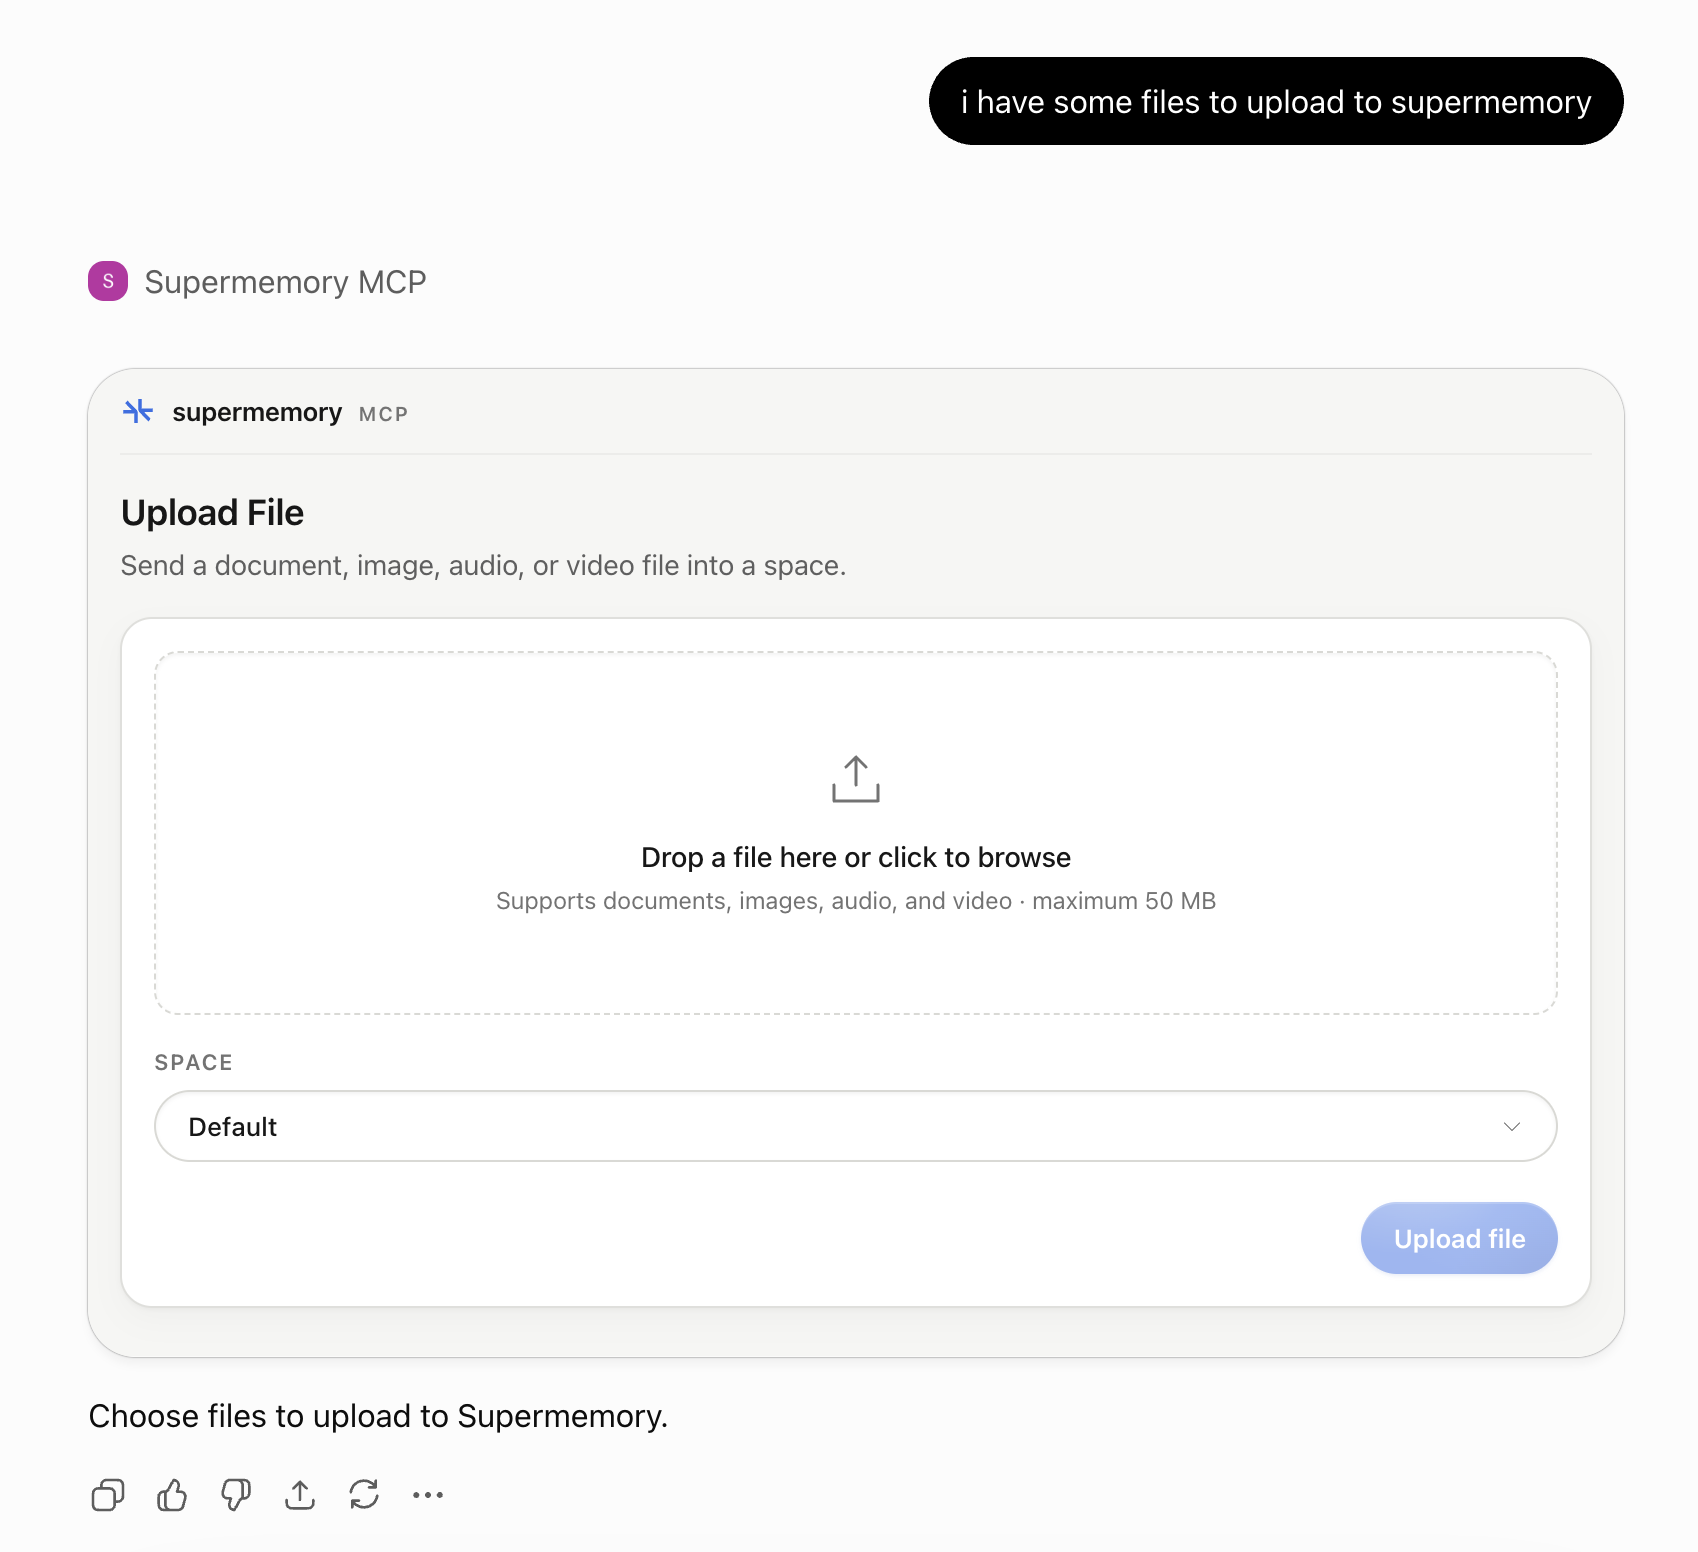 i have some files to upload to supermemory
S Supermemory MCP
supermemory MCP
Upload File
Send a document, image, audio, or video file into a space.
Drop a file here or click to browse
Supports documents, images, audio, and video · maximum 50 MB
SPACE
Default
Upload file
Choose files to upload to Supermemory.